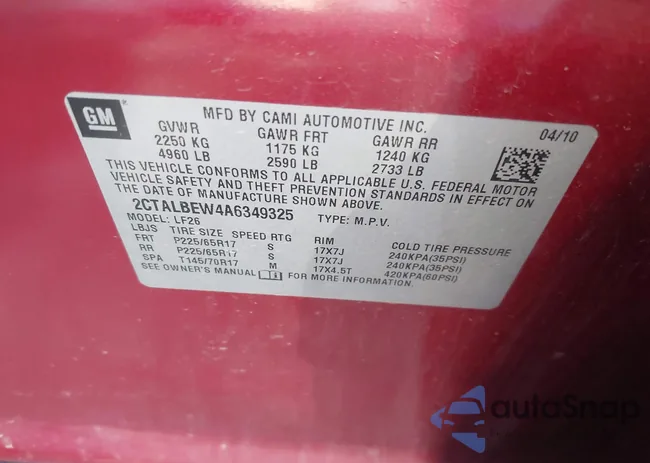 GM
MFD BY CAMI AUTOMOTIVE INC.
04/10
GVWR GAWR FRT GAWR RR
2250 KG 1175 KG 1240 KG
4960 LB 2590 LB 2733 LB
THIS VEHICLE CONFORMS TO ALL APPLICABLE U.S. FEDERAL MOTOR
VEHICLE SAFETY AND THEFT PREVENTION STANDARDS IN EFFECT ON
THE DATE OF MANUFACTURE SHOWN ABOVE.
2CTALBEW4A6349325 TYPE: M.P.V.
MODEL: LF26
LBJS TIRE SIZE SPEED RTG RIM COLD TIRE PRESSURE
FRT P225/65R17 S 17X7J 240KPA(35PSI)
RR P225/65R17 S 17X7J 240KPA(35PSI)
SPA T145/70R17 M 17X4.5T 420KPA(60PSI)
SEE OWNER'S MANUAL FOR MORE INFORMATION.
autoSnap